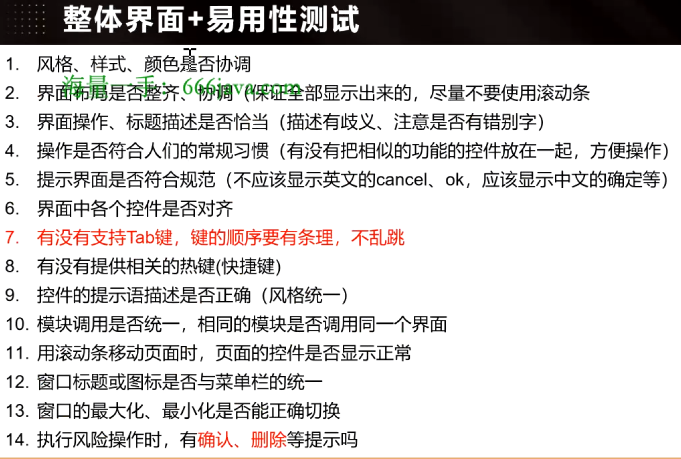 整体界面+易用性测试
1. 风格、样式、颜色是否协调
海量一手：666java.com
2. 界面布局是否整齐、协调（保证全部显示出来的，尽量不要使用滚动条
3. 界面操作、标题描述是否恰当（描述有歧义、注意是否有错别字）
4. 操作是否符合人们的常规习惯（有没有把相似的功能的控件放在一起，方便操作）
5. 提示界面是否符合规范（不应该显示英文的cancel、ok，应该显示中文的确定等）
6. 界面中各个控件是否对齐
7. 有没有支持Tab键，键的顺序要有条理，不乱跳
8. 有没有提供相关的热键(快捷键)
9. 控件的提示语描述是否正确（风格统一）
10. 模块调用是否统一，相同的模块是否调用同一个界面
11. 用滚动条移动页面时，页面的控件是否显示正常
12. 窗口标题或图标是否与菜单栏的统一
13. 窗口的最大化、最小化是否能正确切换
14. 执行风险操作时，有确认、删除等提示吗